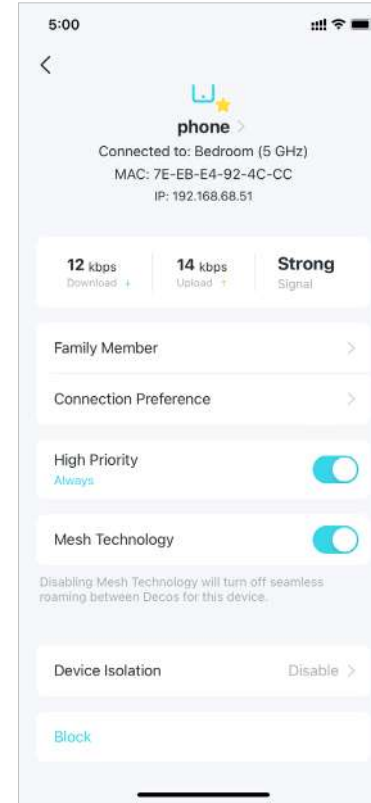 5:00
phone
Connected to: Bedroom (5 GHz)
MAC: 7E-EB-E4-92-4C-CC
IP: 192.168.68.51
12 kbps 14 kbps Strong
Download ↓ Upload ↑ Signal
Family Member
Connection Preference
High Priority
Always
Mesh Technology
Disabling Mesh Technology will turn off seamless
roaming between Decos for this device.
Device Isolation Disable
Block